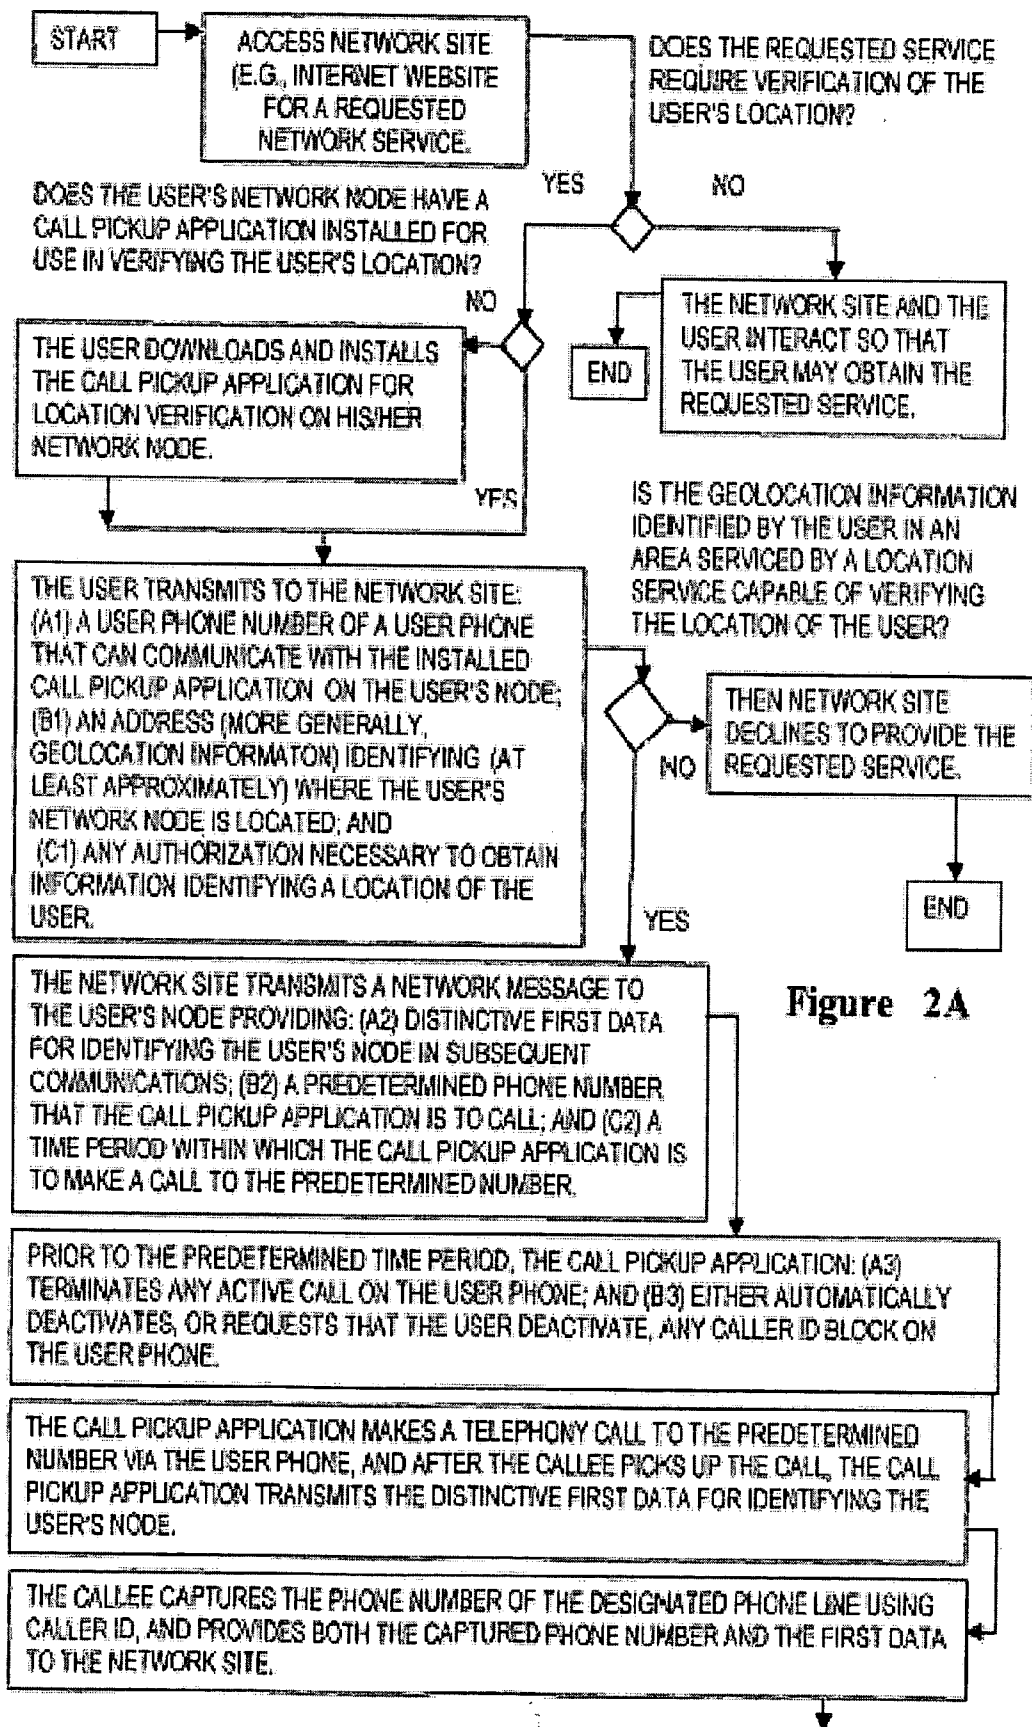 START
ACCESS NETWORK SITE
(E.G., INTERNET WEBSITE
FOR A REQUESTED
NETWORK SERVICE.
DOES THE REQUESTED SERVICE
REQUIRE VERIFICATION OF THE
USER'S LOCATION?
YES
NO
DOES THE USER'S NETWORK NODE HAVE A
CALL PICKUP APPLICATION INSTALLED FOR
USE IN VERIFYING THE USER'S LOCATION?
NO
THE NETWORK SITE AND THE
USER INTERACT SO THAT
THE USER MAY OBTAIN THE
REQUESTED SERVICE.
END
THE USER DOWNLOADS AND INSTALLS
THE CALL PICKUP APPLICATION FOR
LOCATION VERIFICATION ON HIS/HER
NETWORK NODE.
YES
IS THE GEOLOCATION INFORMATION
IDENTIFIED BY THE USER IN AN
AREA SERVICED BY A LOCATION
SERVICE CAPABLE OF VERIFYING
THE LOCATION OF THE USER?
THE USER TRANSMITS TO THE NETWORK SITE:
(A1) A USER PHONE NUMBER OF A USER PHONE
THAT CAN COMMUNICATE WITH THE INSTALLED
CALL PICKUP APPLICATION ON THE USER'S NODE;
(B1) AN ADDRESS (MORE GENERALLY,
GEOLOCATION INFORMATON) IDENTIFYING (AT
LEAST APPROXIMATELY) WHERE THE USER'S
NETWORK NODE IS LOCATED; AND
(C1) ANY AUTHORIZATION NECESSARY TO OBTAIN
INFORMATION IDENTIFYING A LOCATION OF THE
USER.
THEN NETWORK SITE
DECLINES TO PROVIDE THE
REQUESTED SERVICE.
NO
END
YES
THE NETWORK SITE TRANSMITS A NETWORK MESSAGE TO
THE USER'S NODE PROVIDING: (A2) DISTINCTIVE FIRST DATA
FOR IDENTIFYING THE USER'S NODE IN SUBSEQUENT
COMMUNICATIONS; (B2) A PREDETERMINED PHONE NUMBER
THAT THE CALL PICKUP APPLICATION IS TO CALL; AND (C2) A
TIME PERIOD WITHIN WHICH THE CALL PICKUP APPLICATION IS
TO MAKE A CALL TO THE PREDETERMINED NUMBER.
Figure 2A
PRIOR TO THE PREDETERMINED TIME PERIOD, THE CALL PICKUP APPLICATION: (A3)
TERMINATES ANY ACTIVE CALL ON THE USER PHONE; AND (B3) EITHER AUTOMATICALLY
DEACTIVATES, OR REQUESTS THAT THE USER DEACTIVATE, ANY CALLER ID BLOCK ON
THE USER PHONE.
THE CALL PICKUP APPLICATION MAKES A TELEPHONY CALL TO THE PREDETERMINED
NUMBER VIA THE USER PHONE, AND AFTER THE CALLEE PICKS UP THE CALL, THE CALL
PICKUP APPLICATION TRANSMITS THE DISTINCTIVE FIRST DATA FOR IDENTIFYING THE
USER'S NODE.
THE CALLEE CAPTURES THE PHONE NUMBER OF THE DESIGNATED PHONE LINE USING
CALLER ID, AND PROVIDES BOTH THE CAPTURED PHONE NUMBER AND THE FIRST DATA
TO THE NETWORK SITE.